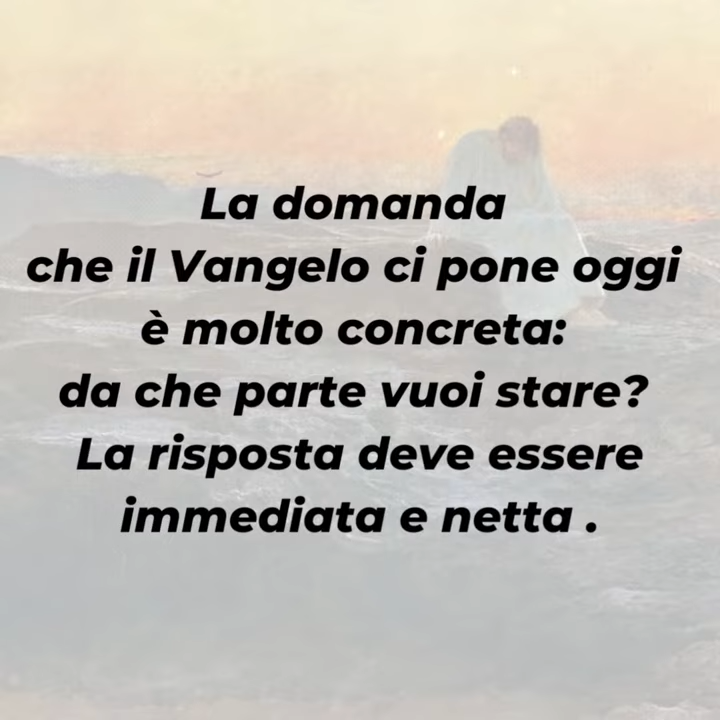 La domanda
che il Vangelo ci pone oggi
è molto concreta:
da che parte vuoi stare?
La risposta deve essere
immediata e netta .